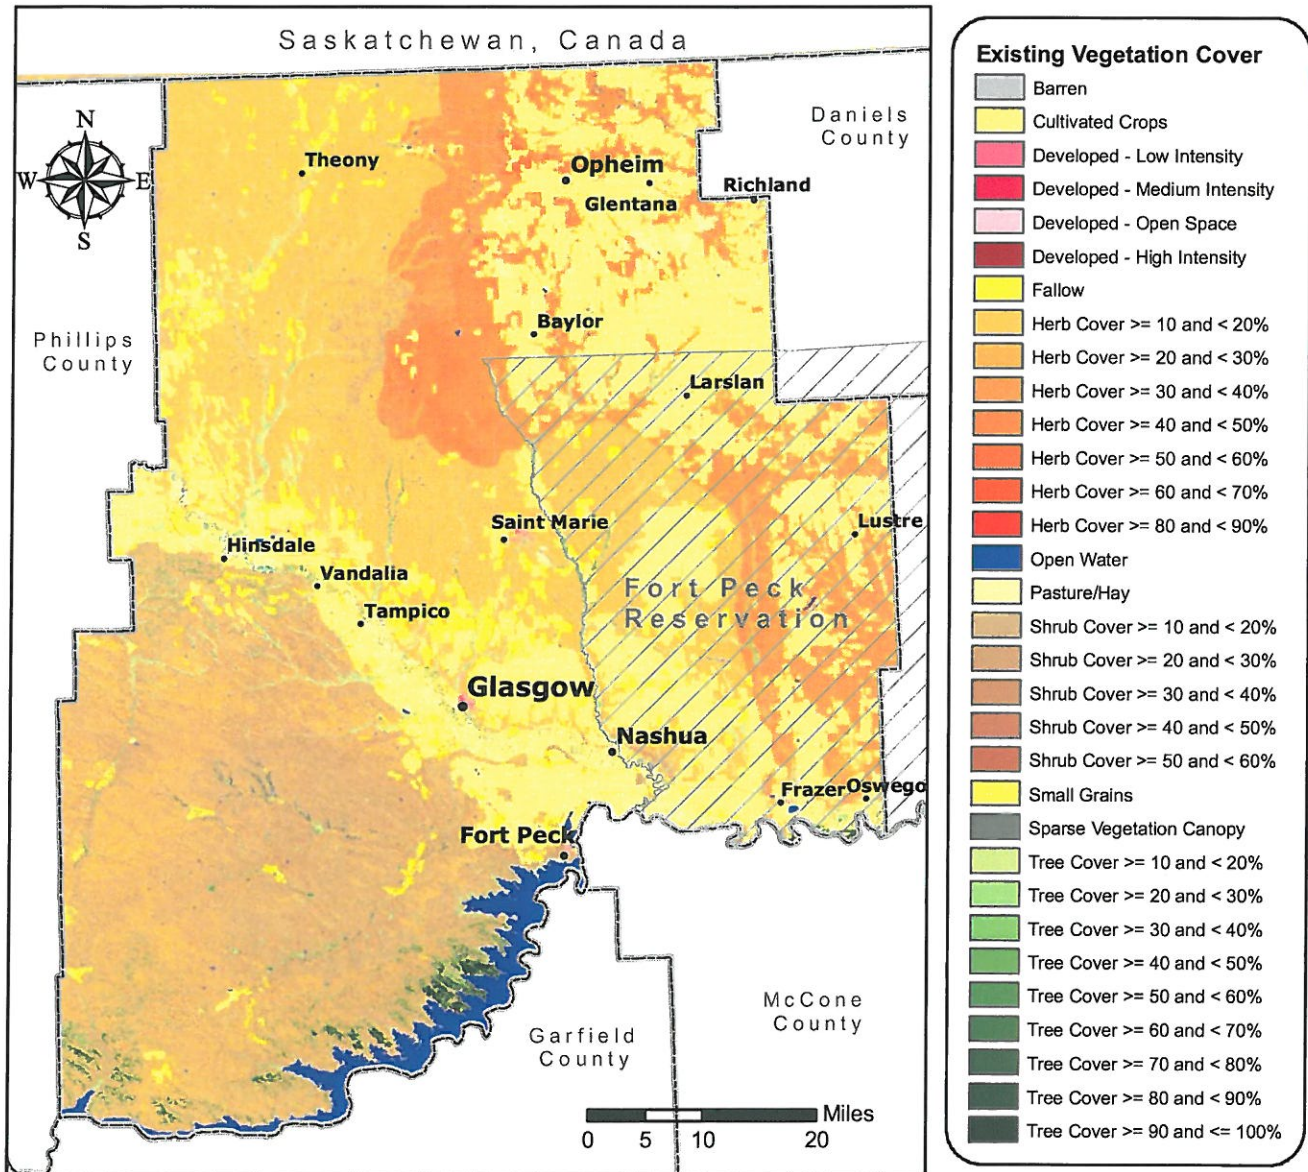 Saskatchewan, Canada
N
W E
S
Daniels
County
Theony
Opheim
Glentana
Richland
Phillips
County
Baylor
Larslan
Saint Marie
Lustre
Hinsdale
Vandalia
Tampico
Fort Peck
Reservation
Glasgow
Nashua
Frazer
Oswego
Fort Peck
McCone
County
Garfield
County
Miles
0 5 10 20
Existing Vegetation Cover
Barren
Cultivated Crops
Developed - Low Intensity
Developed - Medium Intensity
Developed - Open Space
Developed - High Intensity
Fallow
Herb Cover >= 10 and < 20%
Herb Cover >= 20 and < 30%
Herb Cover >= 30 and < 40%
Herb Cover >= 40 and < 50%
Herb Cover >= 50 and < 60%
Herb Cover >= 60 and < 70%
Herb Cover >= 80 and < 90%
Open Water
Pasture/Hay
Shrub Cover >= 10 and < 20%
Shrub Cover >= 20 and < 30%
Shrub Cover >= 30 and < 40%
Shrub Cover >= 40 and < 50%
Shrub Cover >= 50 and < 60%
Small Grains
Sparse Vegetation Canopy
Tree Cover >= 10 and < 20%
Tree Cover >= 20 and < 30%
Tree Cover >= 30 and < 40%
Tree Cover >= 40 and < 50%
Tree Cover >= 50 and < 60%
Tree Cover >= 60 and < 70%
Tree Cover >= 70 and < 80%
Tree Cover >= 80 and < 90%
Tree Cover >= 90 and <= 100%